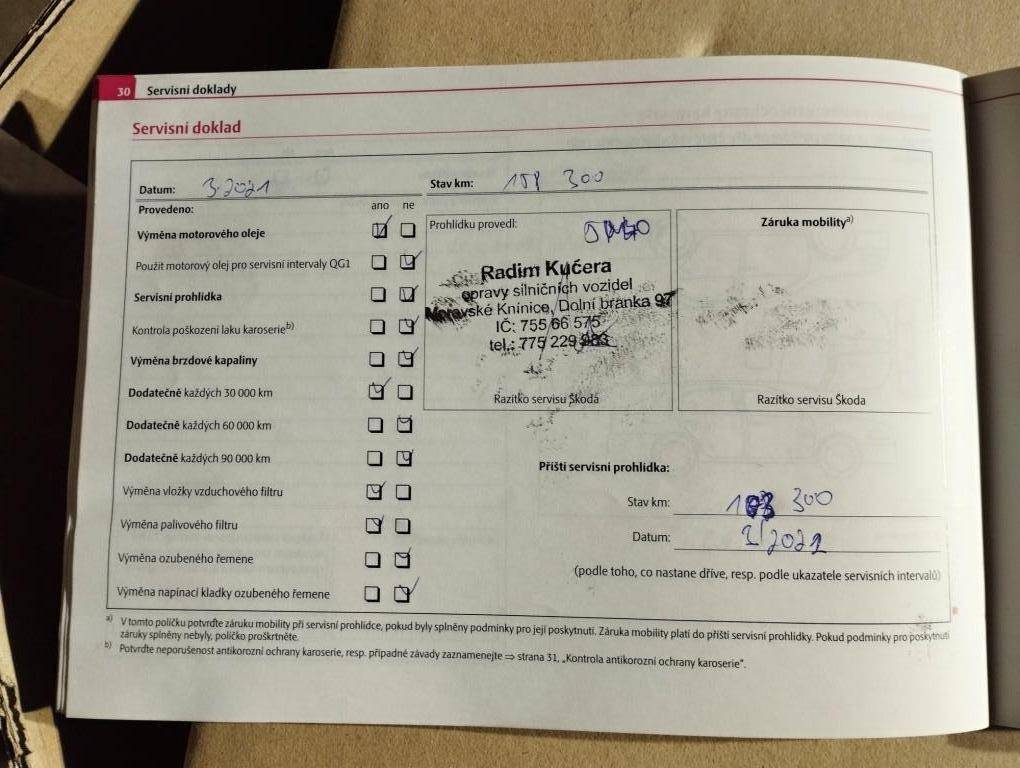 30 Servisní doklady
Servisní doklad
Datum: 3.2021
Stav km: 158 300
Provedeno: ano ne
Výměna motorového oleje
Použit motorový olej pro servisní intervaly QG1
Servisní prohlídka
Kontrola poškození laku karoserie b)
Výměna brzdové kapaliny
Dodatečně každých 30 000 km
Dodatečně každých 60 000 km
Dodatečně každých 90 000 km
Výměna vložky vzduchového filtru
Výměna palivového filtru
Výměna ozubeného řemene
Výměna napínací kladky ozubeného řemene
Prohlídku provedl:
Radim Kučera
opravy silničních vozidel
Moravské Knínice, Dolní branka 97
IČ: 755 66 575
tel.: 775 229 983
Razítko servisu Škoda
Záruka mobility a)
Razítko servisu Škoda
Příští servisní prohlídka:
Stav km: 300
Datum:
(podle toho, co nastane dříve, resp. podle ukazatele servisních intervalů)
a) V tomto políčku potvrďte záruku mobility při servisní prohlídce, pokud byly splněny podmínky pro její poskytnutí. Záruka mobility platí do příští servisní prohlídky. Pokud podmínky pro poskytnutí
záruky splněny nebyly, políčko proškrtněte.
b) Potvrďte neporušenost antikorozní ochrany karoserie, resp. případné závady zaznamenejte ⇒ strana 31, „Kontrola antikorozní ochrany karoserie“.